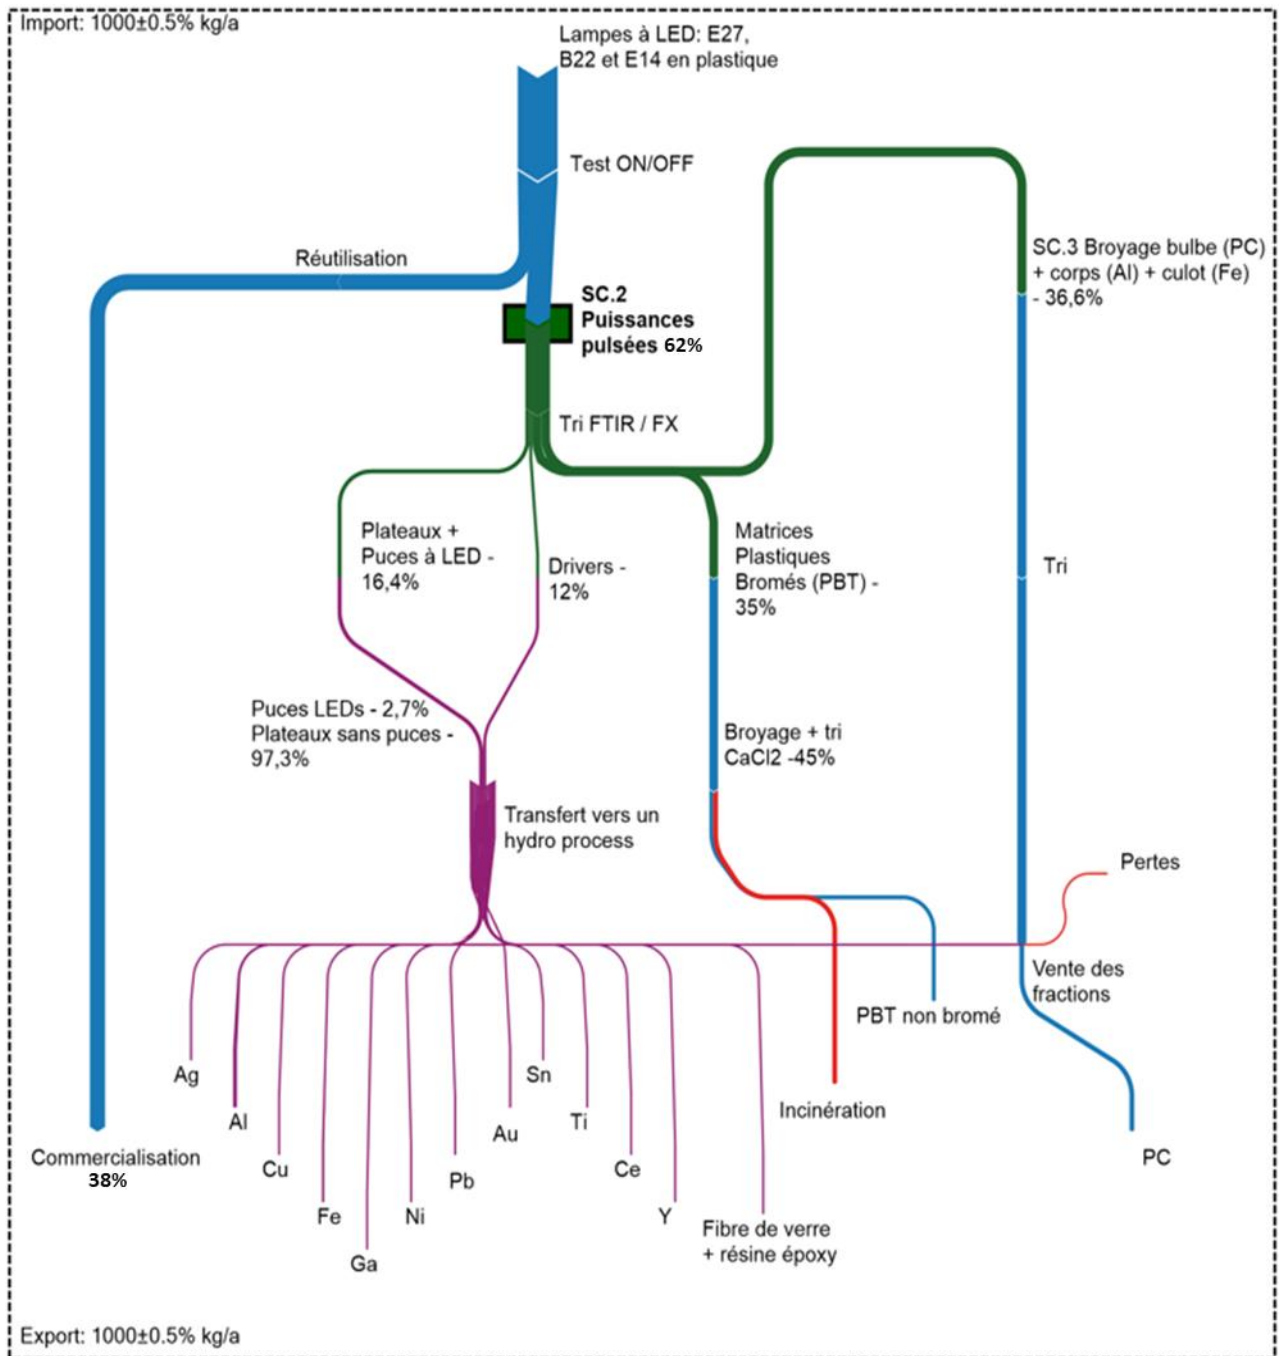 Import: 1000±0.5% kg/a
Lampes à LED: E27,
B22 et E14 en plastique
Test ON/OFF
Réutilisation
SC.2
Puissances
pulsées 62%
SC.3 Broyage bulbe (PC)
+ corps (Al) + culot (Fe)
- 36,6%
Tri FTIR / FX
Plateaux +
Puces à LED -
16,4%
Drivers -
12%
Matrices
Plastiques
Bromés (PBT) -
35%
Tri
Puces LEDs - 2,7%
Plateaux sans puces -
97,3%
Broyage + tri
CaCl2 -45%
Transfert vers un
hydro process
Pertes
Vente des
fractions
PBT non bromé
Ag
Al
Cu
Fe
Ga
Ni
Pb
Au
Sn
Ti
Ce
Y
Fibre de verre
+ résine époxy
Incinération
PC
Commercialisation
38%
Export: 1000±0.5% kg/a